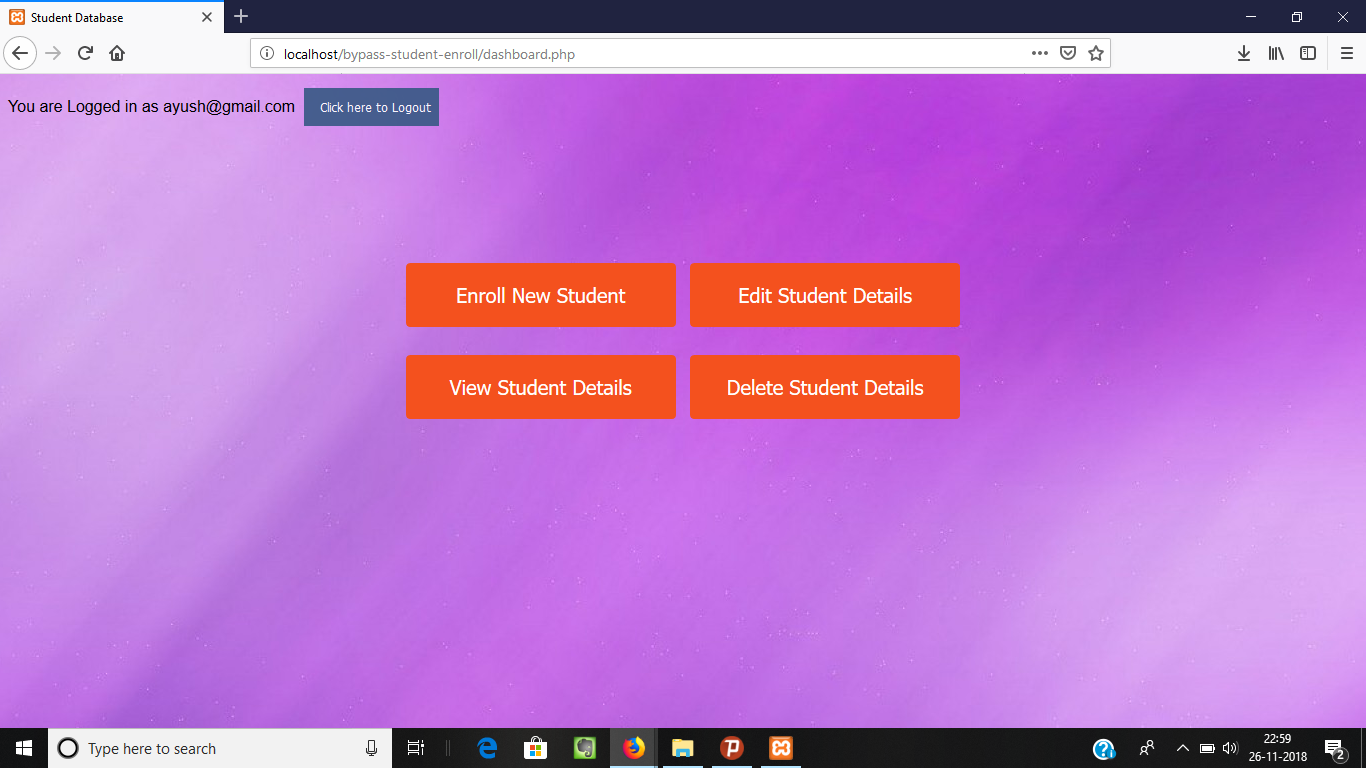 Student Database
localhost/bypass-student-enroll/dashboard.php
You are Logged in as ayush@gmail.com Click here to Logout
Enroll New Student Edit Student Details
View Student Details Delete Student Details
Type here to search
22:59
26-11-2018
2